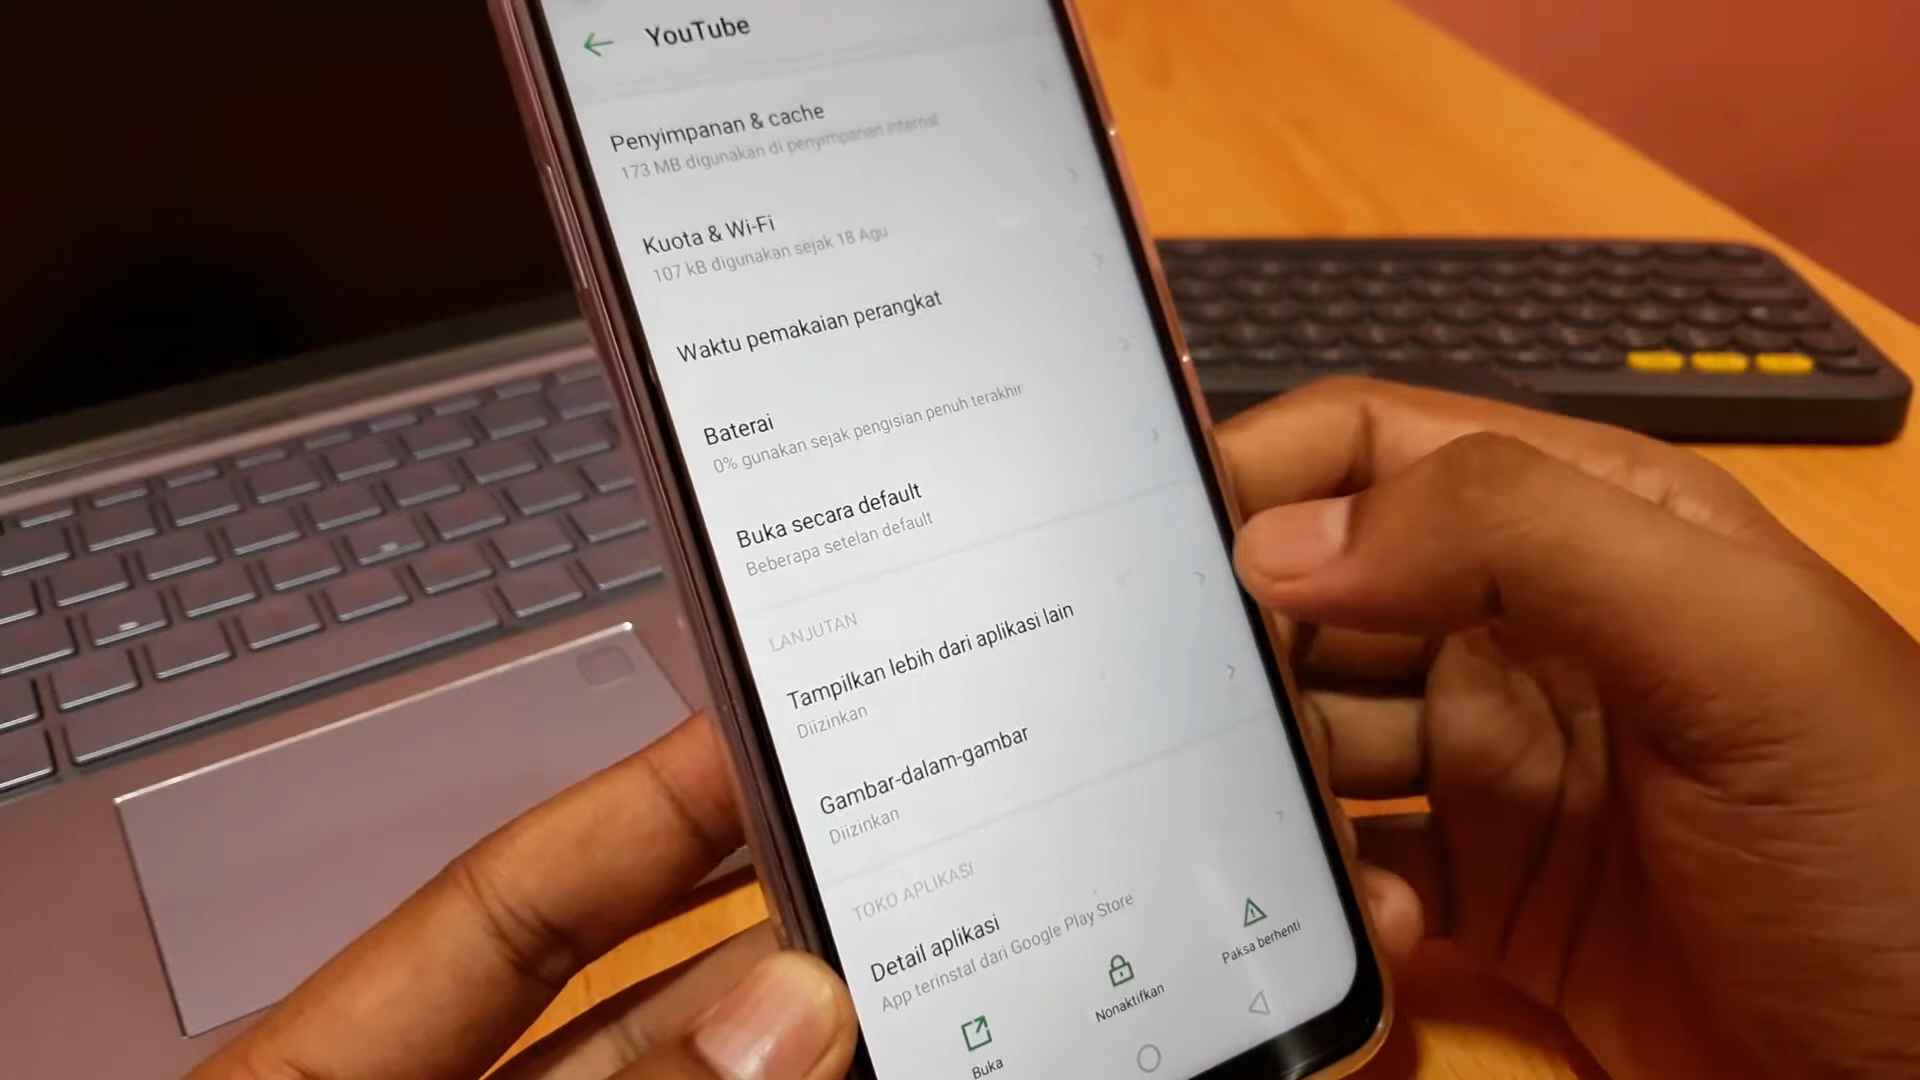 YouTube
Penyimpanan & cache
173 MB digunakan di penyimpanan internal
Kuota & Wi-Fi
107 kB digunakan sejak 18 Agu
Waktu pemakaian perangkat
Baterai
0% gunakan sejak pengisian penuh terakhir
Buka secara default
Beberapa setelan default
LANJUTAN
Tampilkan lebih dari aplikasi lain
Diizinkan
Gambar-dalam-gambar
Diizinkan
TOKO APLIKASI
Detail aplikasi
App terinstal dari Google Play Store
Buka
Nonaktifkan
Paksa berhenti